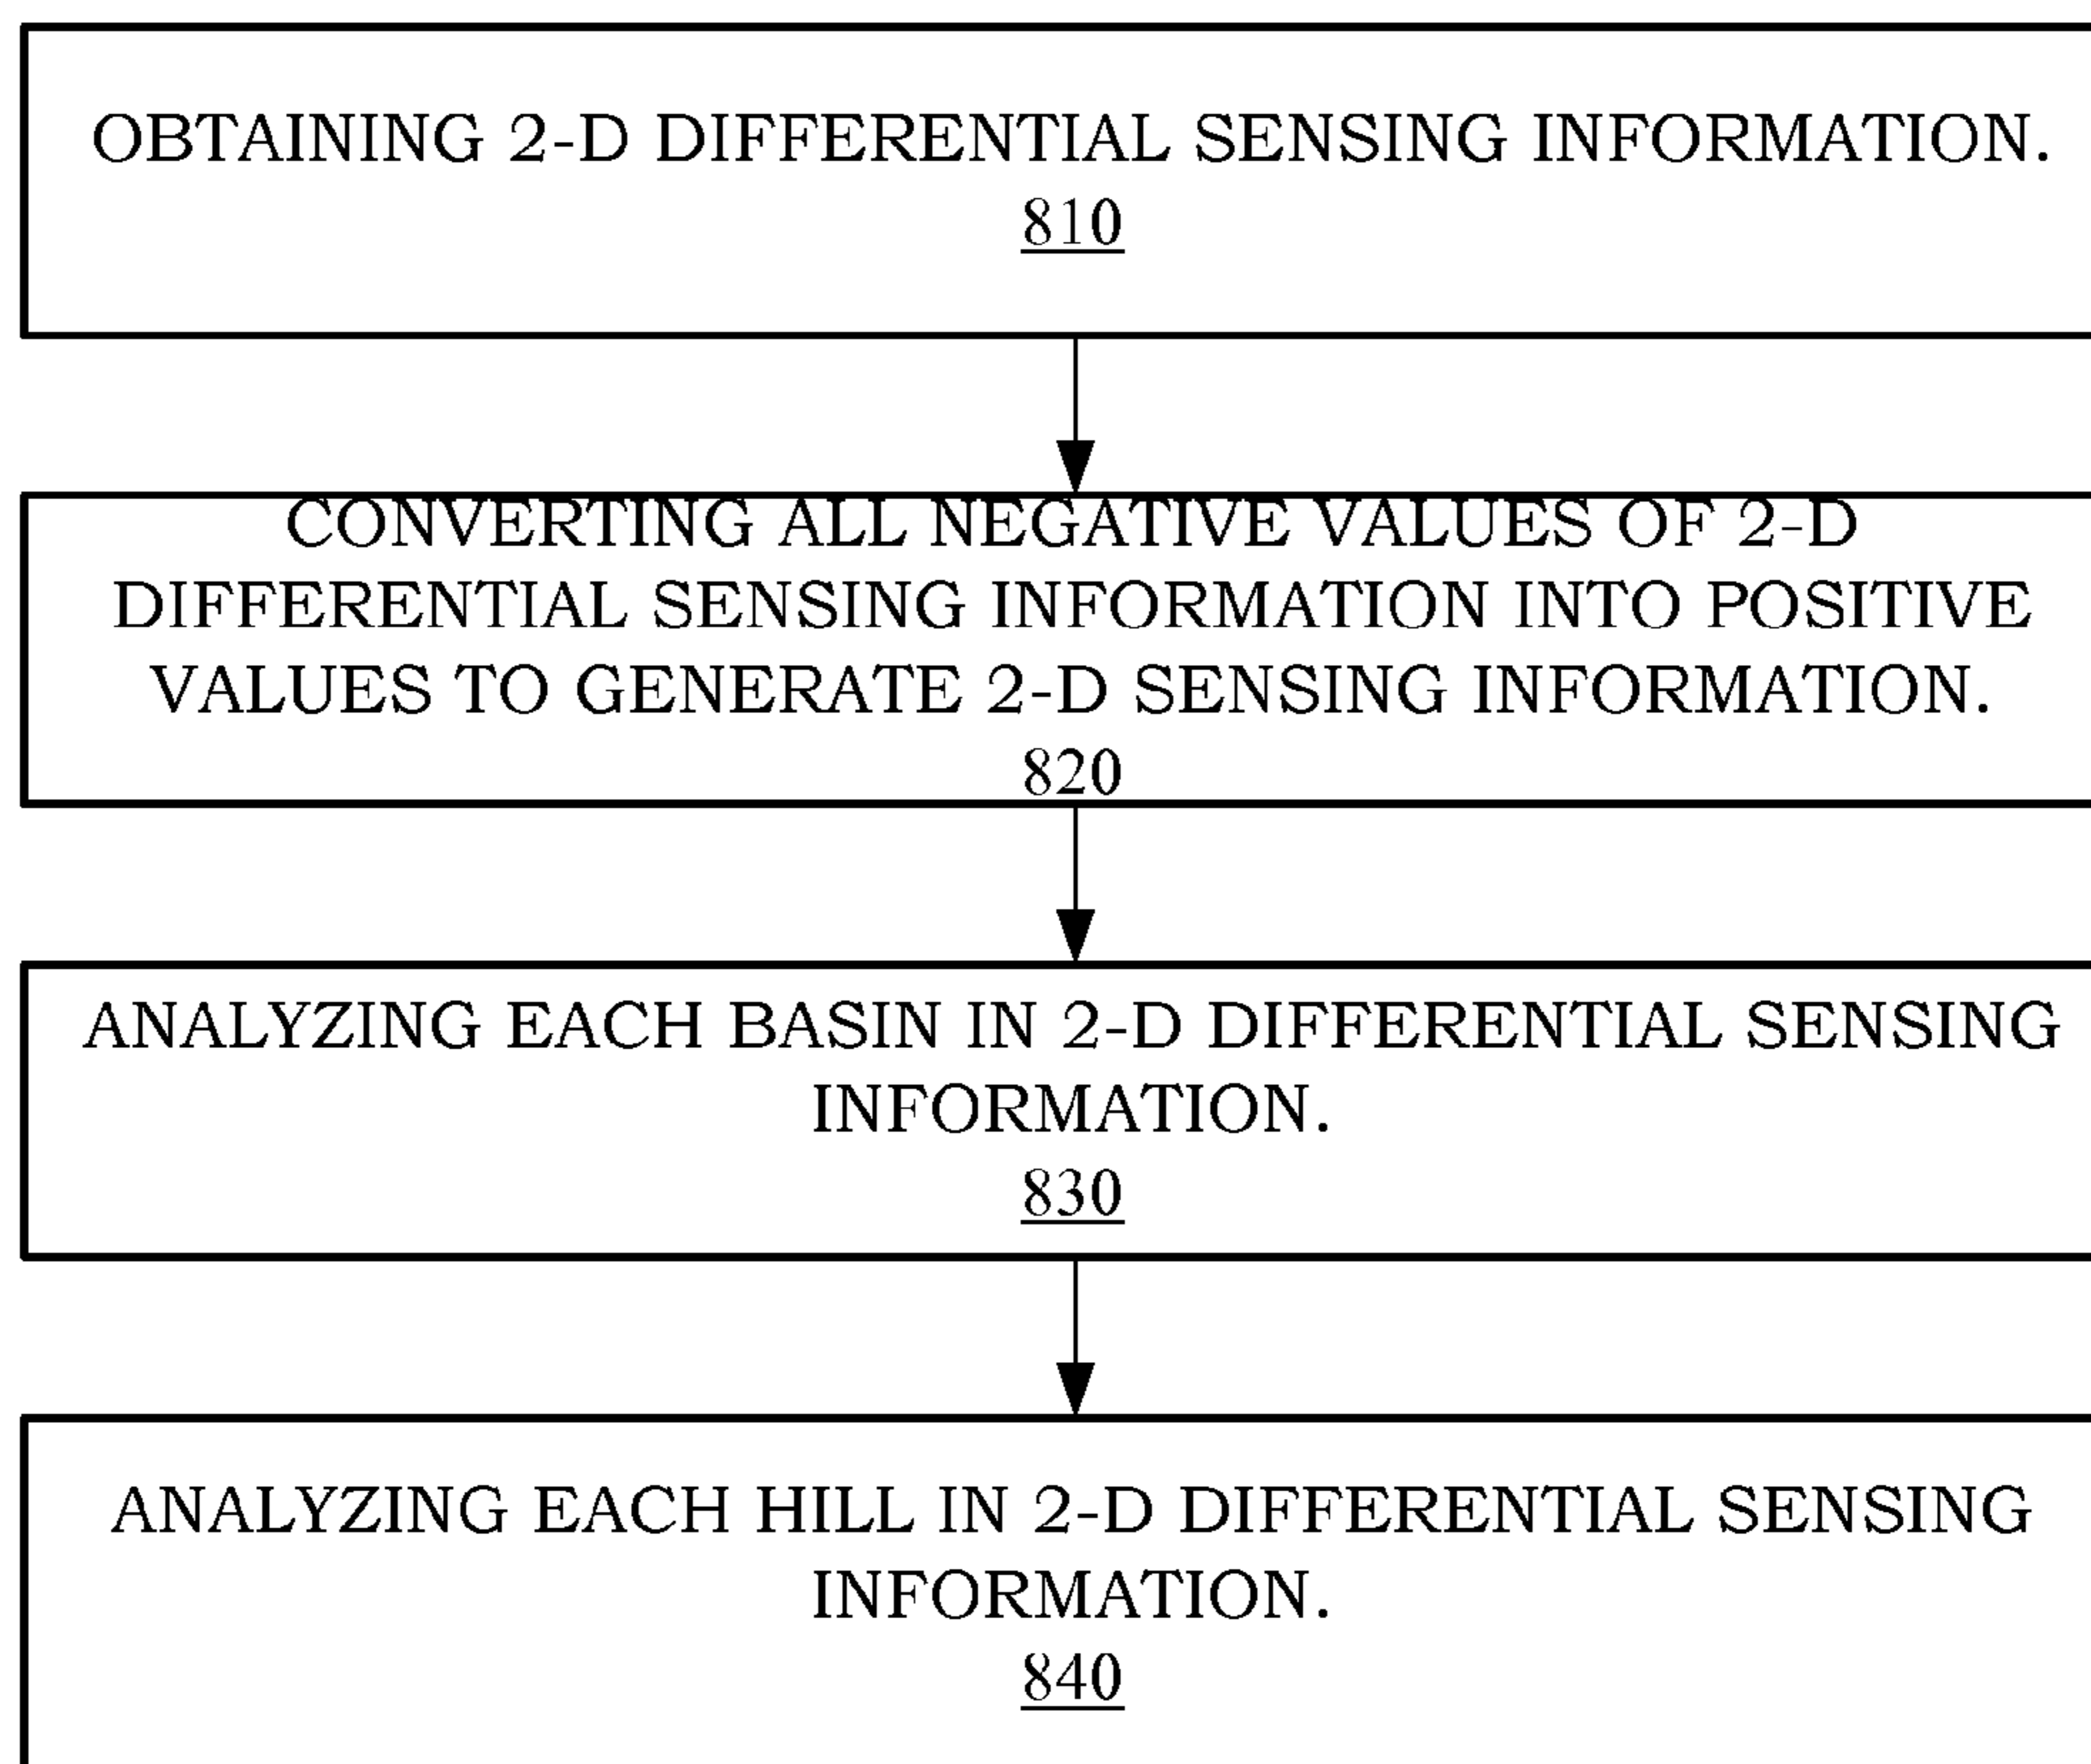 OBTAINING 2-D DIFFERENTIAL SENSING INFORMATION.
810
CONVERTING ALL NEGATIVE VALUES OF 2-D
DIFFERENTIAL SENSING INFORMATION INTO POSITIVE
VALUES TO GENERATE 2-D SENSING INFORMATION.
820
ANALYZING EACH BASIN IN 2-D DIFFERENTIAL SENSING
INFORMATION.
830
ANALYZING EACH HILL IN 2-D DIFFERENTIAL SENSING
INFORMATION.
840